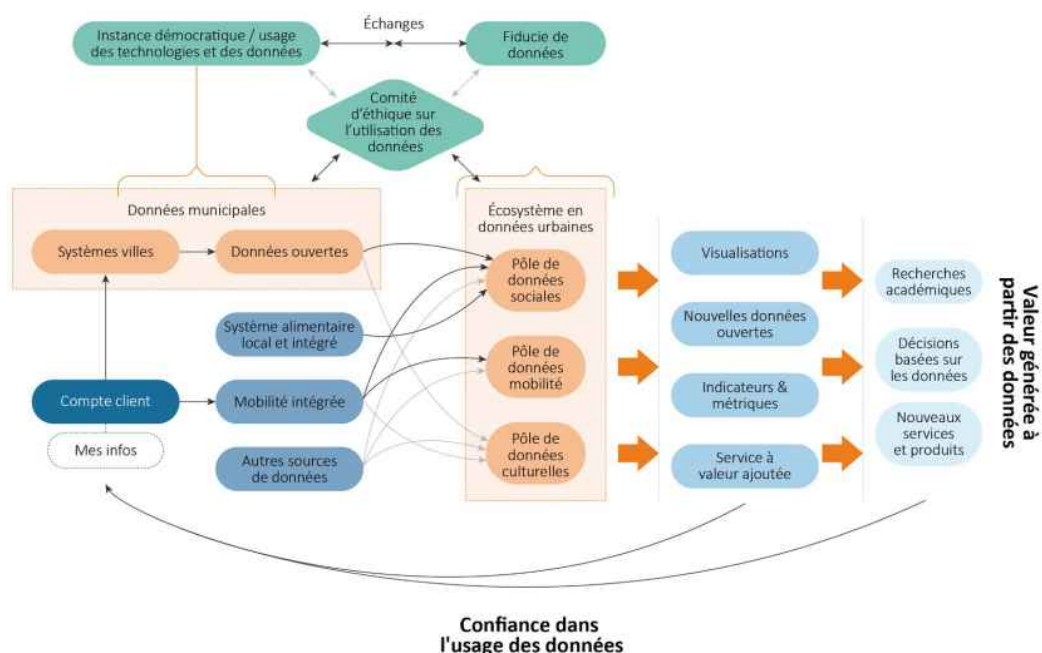 Échanges
Instance démocratique / usage
des technologies et des données
Fiducie de
données
Comité
d'éthique sur
l'utilisation des
données
Données municipales
Systèmes villes
Données ouvertes
Système alimentaire
local et intégré
Compte client
Mobilité intégrée
Mes infos
Autres sources
de données
Écosystème en
données urbaines
Pôle de
données
sociales
Pôle de
données
mobilité
Pôle de
données
culturelles
Visualisations
Nouvelles données
ouvertes
Indicateurs &
métriques
Service à
valeur ajoutée
Recherches
académiques
Décisions
basées sur
les données
Nouveaux
services
et produits
Valeur générée à
partir des données
Confiance dans
l'usage des données